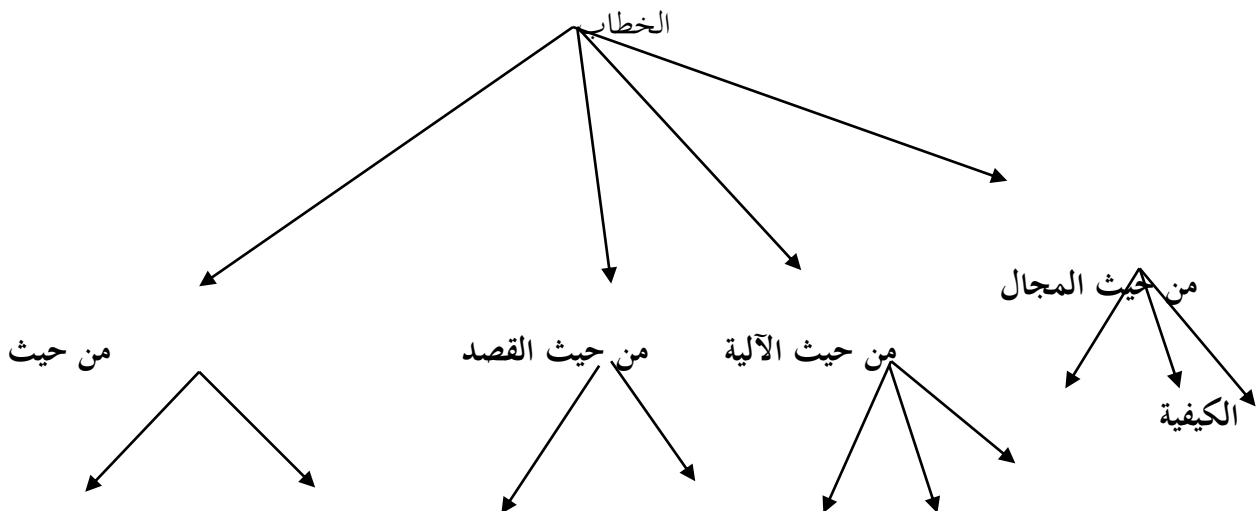 الخطاب
من حيث المجال
من حيث الآلية
من حيث القصد
من حيث
الكيفية